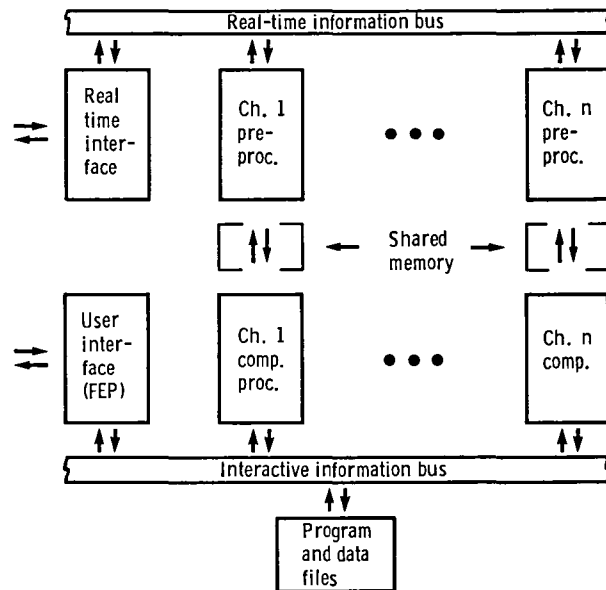 Real-time information bus
Real
time
inter-
face
Ch. 1
pre-
proc.
Ch. n
pre-
proc.
Shared
memory
User
inter-
face
(FEP)
Ch. 1
comp.
proc.
Ch. n
comp.
Interactive information bus
Program
and data
files